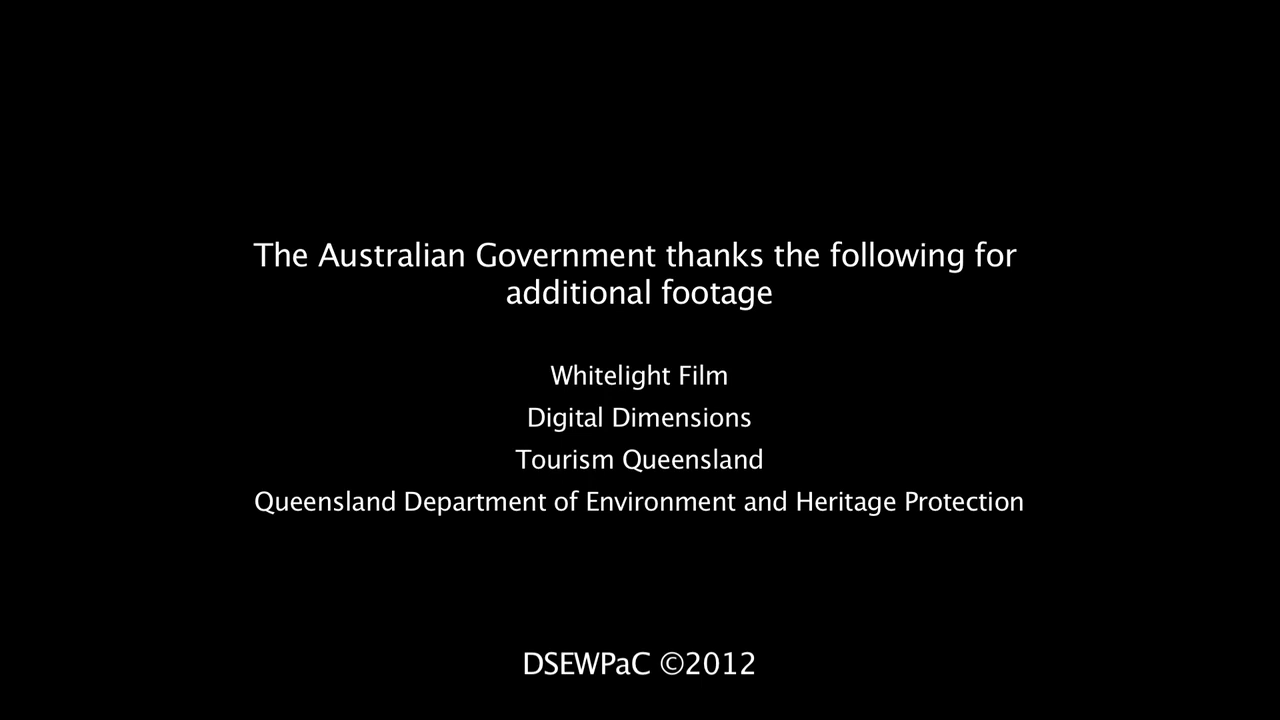 The Australian Government thanks the following for
additional footage
Whitelight Film
Digital Dimensions
Tourism Queensland
Queensland Department of Environment and Heritage Protection
DSEWPaC ©2012